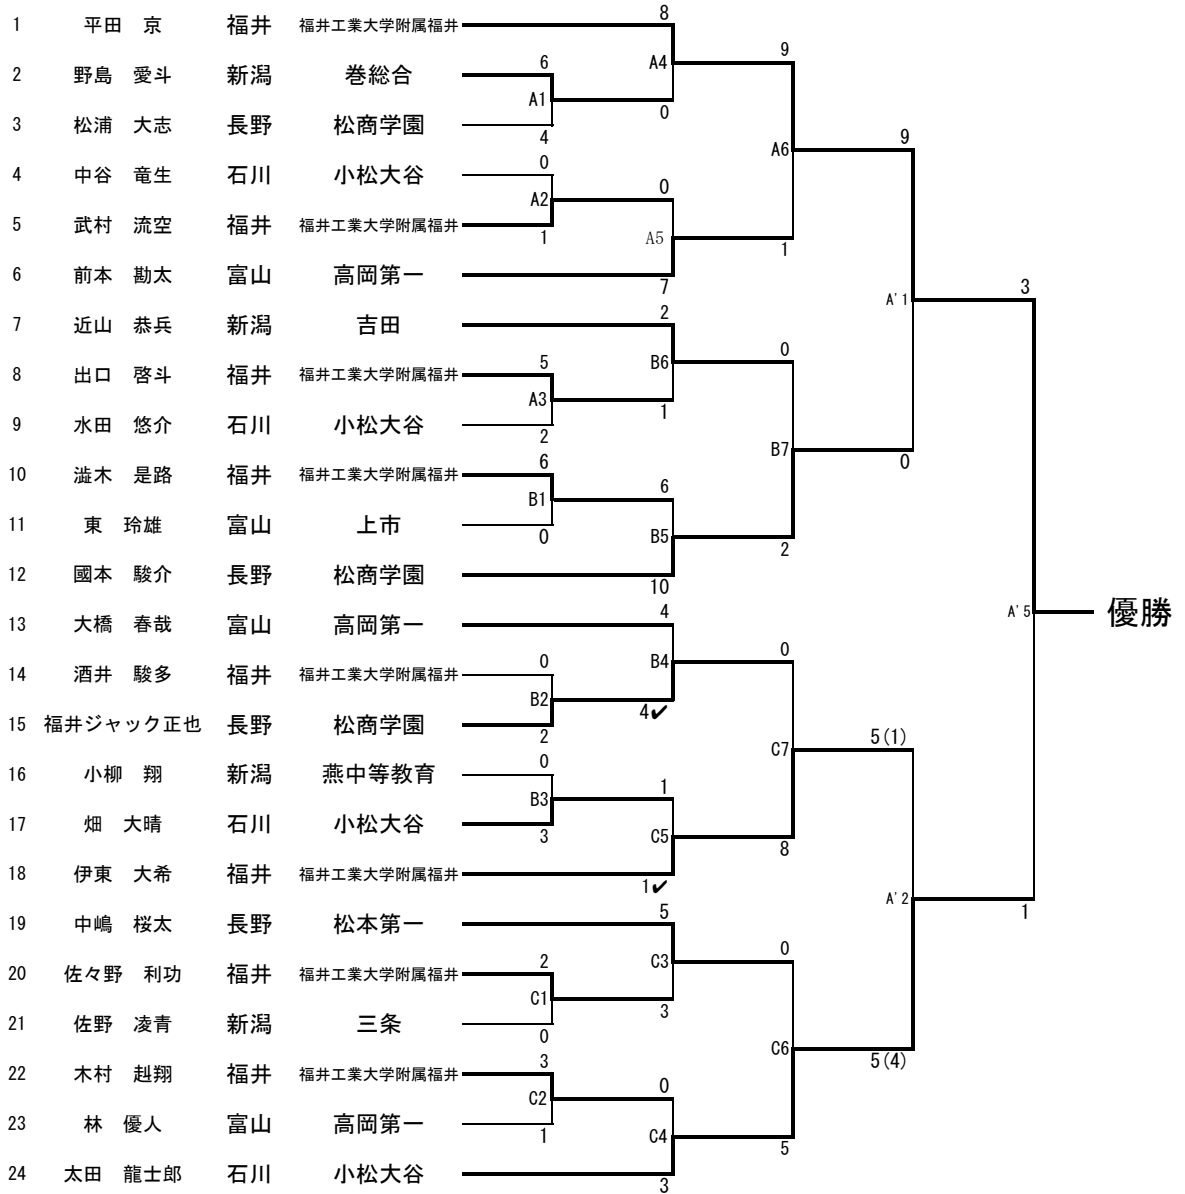 1 平田 京 福井 福井工業大学附属福井 8
A4 9
2 野島 愛斗 新潟 巻総合 6
A1 0
3 松浦 大志 長野 松商学園 4
A6 9
4 中谷 竜生 石川 小松大谷 0
A2 0
5 武村 流空 福井 福井工業大学附属福井 1
A5 1
6 前本 勘太 富山 高岡第一 7
A'1 3
7 近山 恭兵 新潟 吉田 2
B6 0
8 出口 啓斗 福井 福井工業大学附属福井 5
A3 1
9 水田 悠介 石川 小松大谷 2
B7 0
10 澁木 是路 福井 福井工業大学附属福井 6
B1 6
11 東 玲雄 富山 上市 0
B5 2
12 國本 駿介 長野 松商学園 10
A'5 優勝
13 大橋 春哉 富山 高岡第一 4
B4 0
14 酒井 駿多 福井 福井工業大学附属福井 0
B2 4✔
15 福井ジャック正也 長野 松商学園 2
C7 5(1)
16 小柳 翔 新潟 燕中等教育 0
B3 1
17 畑 大晴 石川 小松大谷 3
C5 8
18 伊東 大希 福井 福井工業大学附属福井 1✔
A'2 1
19 中嶋 桜太 長野 松本第一 5
C3 0
20 佐々野 利功 福井 福井工業大学附属福井 2
C1 3
21 佐野 凌青 新潟 三条 0
C6 5(4)
22 木村 赳翔 福井 福井工業大学附属福井 3
C2 0
23 林 優人 富山 高岡第一 1
C4 5
24 太田 龍士郎 石川 小松大谷 3